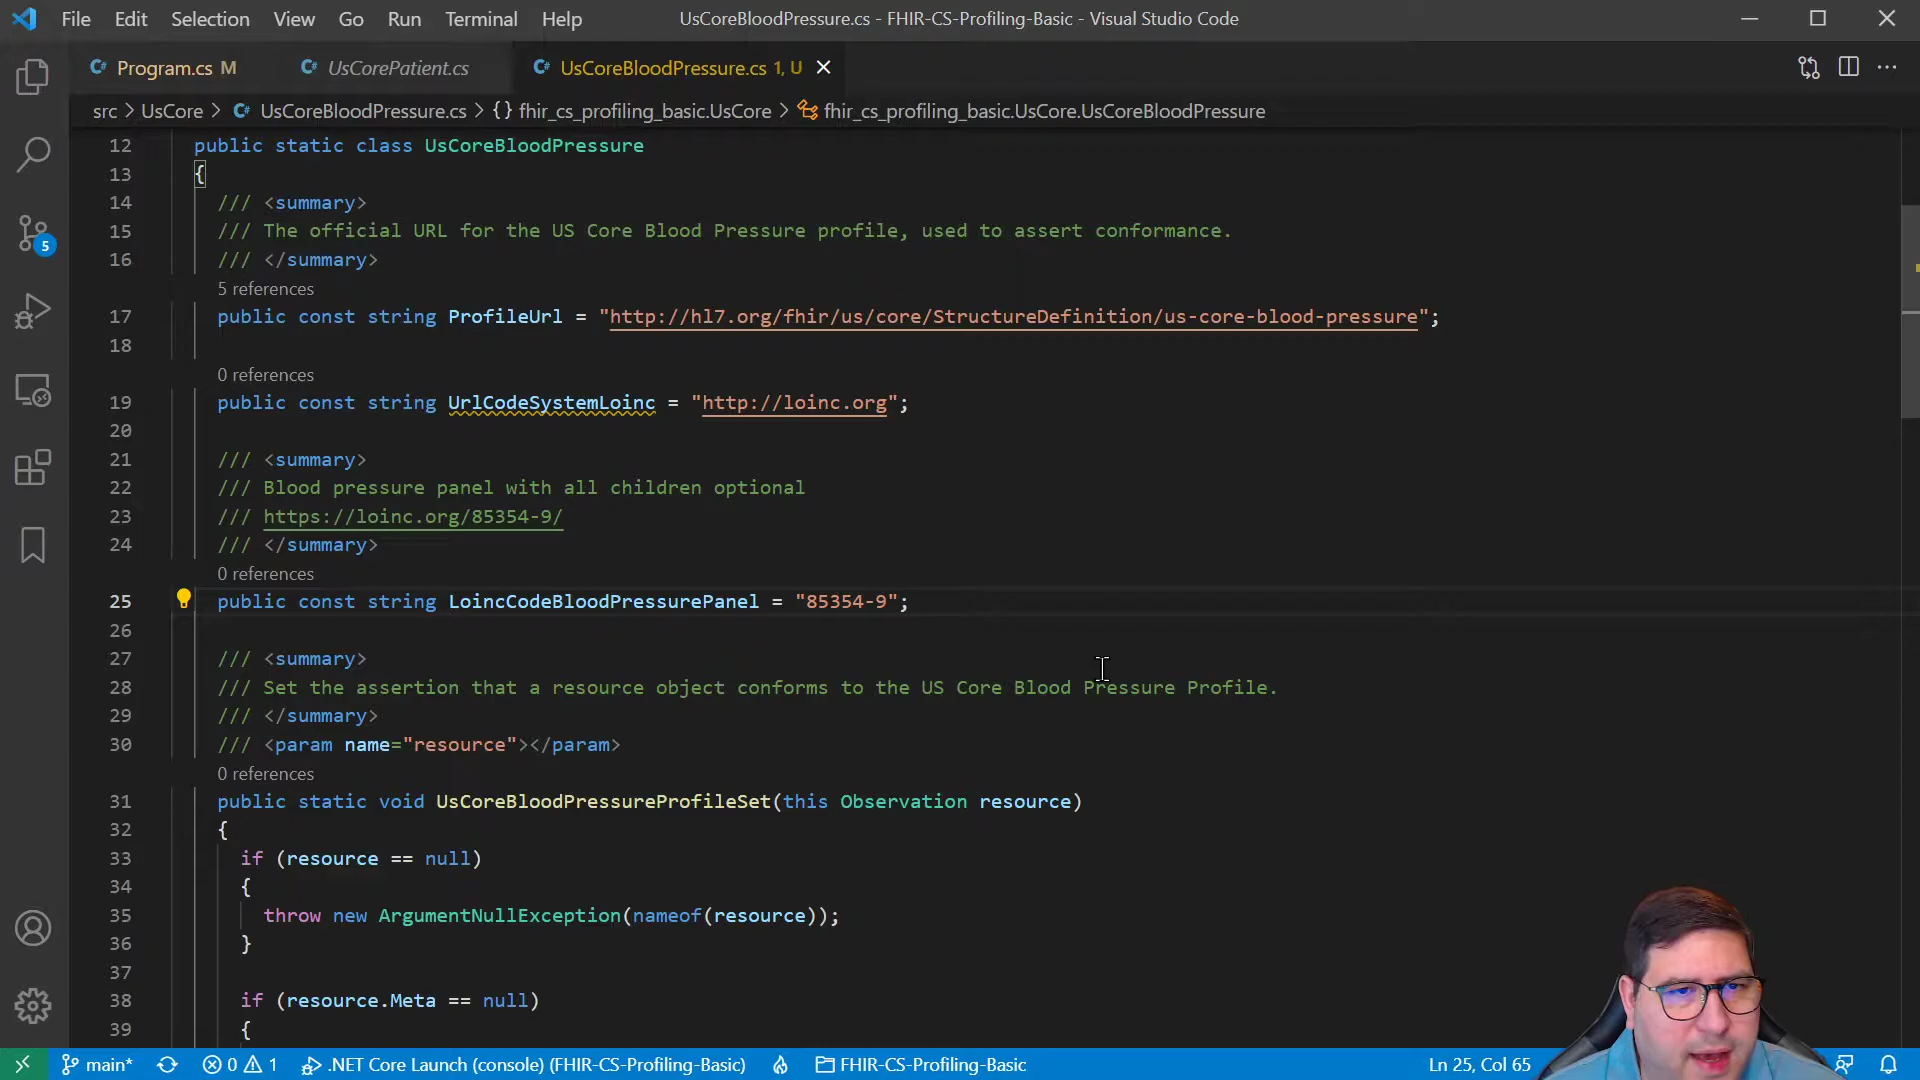 File Edit Selection View Go Run Terminal Help UsCoreBloodPressure.cs - FHIR-CS-Profiling-Basic - Visual Studio Code
Program.cs M UsCorePatient.cs UsCoreBloodPressure.cs 1, U
src > UsCore > UsCoreBloodPressure.cs > {} fhir_cs_profiling_basic.UsCore > fhir_cs_profiling_basic.UsCore.UsCoreBloodPressure
12 public static class UsCoreBloodPressure
13 {
14 /// <summary>
15 /// The official URL for the US Core Blood Pressure profile, used to assert conformance.
16 /// </summary>
5 references
17 public const string ProfileUrl = "http://hl7.org/fhir/us/core/StructureDefinition/us-core-blood-pressure";
18
0 references
19 public const string UrlCodeSystemLoinc = "http://loinc.org";
20
21 /// <summary>
22 /// Blood pressure panel with all children optional
23 /// https://loinc.org/85354-9/
24 /// </summary>
0 references
25 public const string LoincCodeBloodPressurePanel = "85354-9";
26
27 /// <summary>
28 /// Set the assertion that a resource object conforms to the US Core Blood Pressure Profile.
29 /// </summary>
30 /// <param name="resource"></param>
0 references
31 public static void UsCoreBloodPressureProfileSet(this Observation resource)
32 {
33 if (resource == null)
34 {
35 throw new ArgumentNullException(nameof(resource));
36 }
37
38 if (resource.Meta == null)
39 {
5
main* 0 1 .NET Core Launch (console) (FHIR-CS-Profiling-Basic) FHIR-CS-Profiling-Basic Ln 25, Col 65